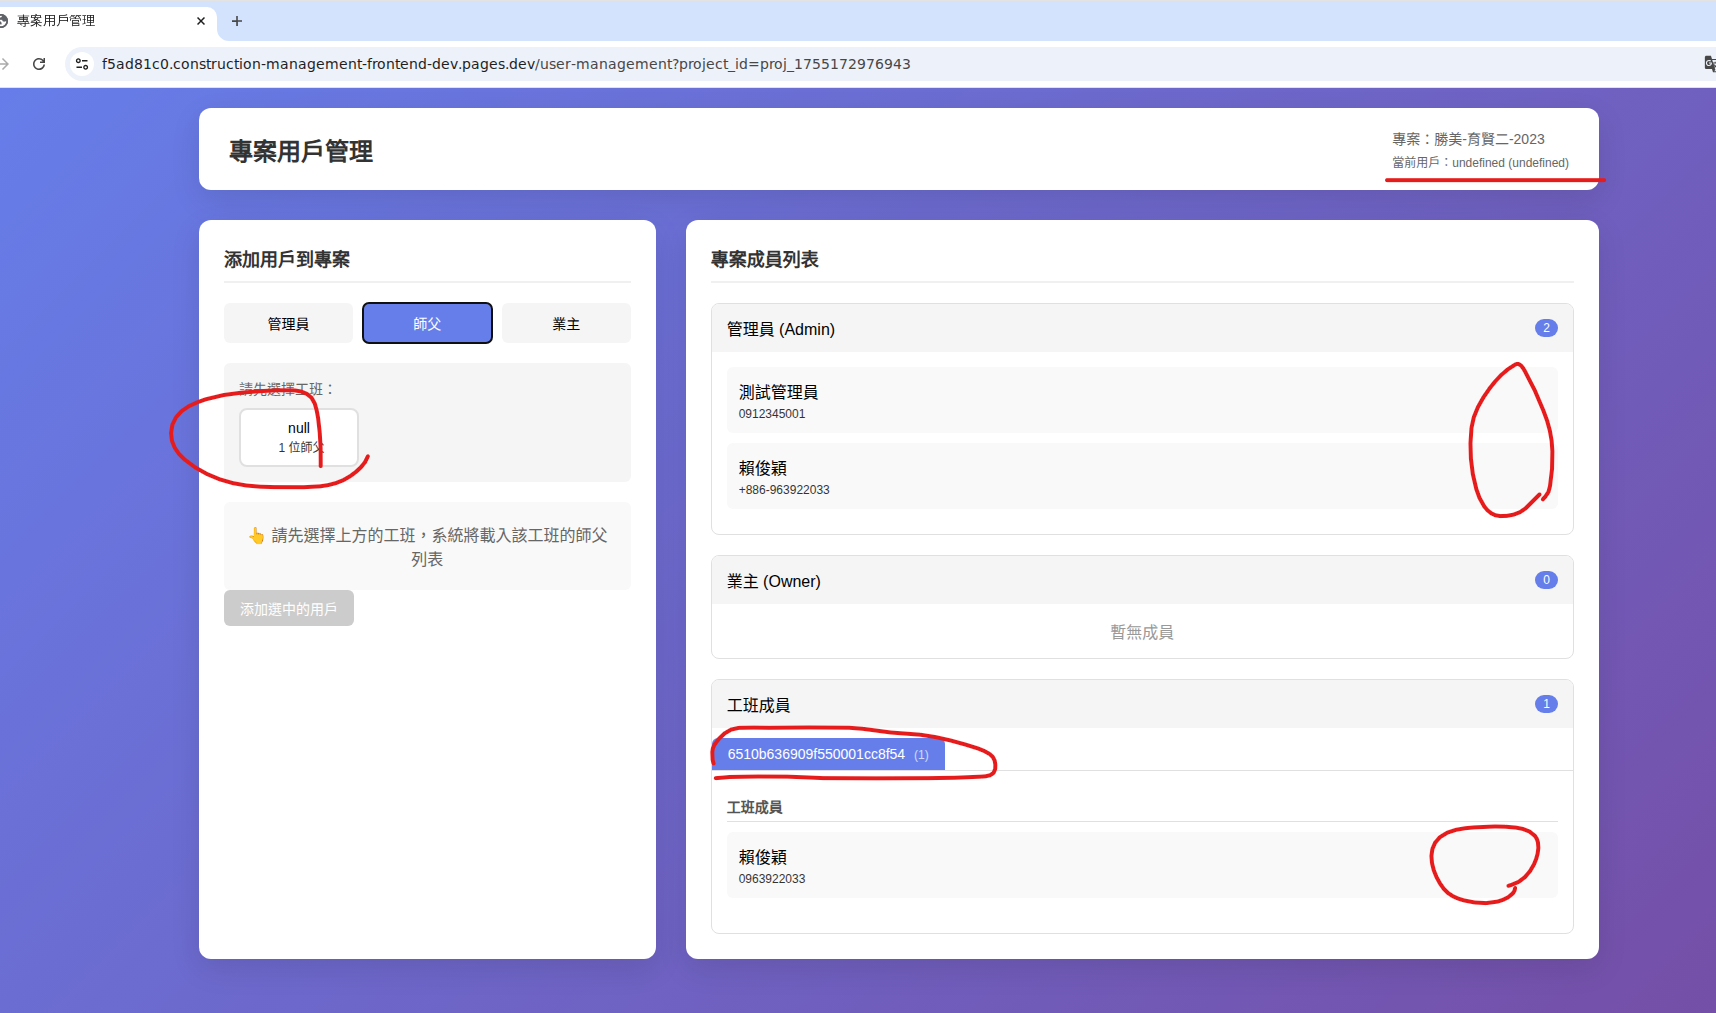 專案用戶管理
f5ad81c0.construction-management-frontend-dev.pages.dev/user-management?project_id=proj_1755172976943
專案用戶管理
專案：勝美-育賢二-2023
當前用戶：undefined (undefined)
添加用戶到專案
管理員
師父
業主
請先選擇工班：
null
1 位師父
👆 請先選擇上方的工班，系統將載入該工班的師父
列表
添加選中的用戶
專案成員列表
管理員 (Admin)
2
測試管理員
0912345001
賴俊穎
+886-963922033
業主 (Owner)
0
暫無成員
工班成員
1
6510b636909f550001cc8f54 (1)
工班成員
賴俊穎
0963922033